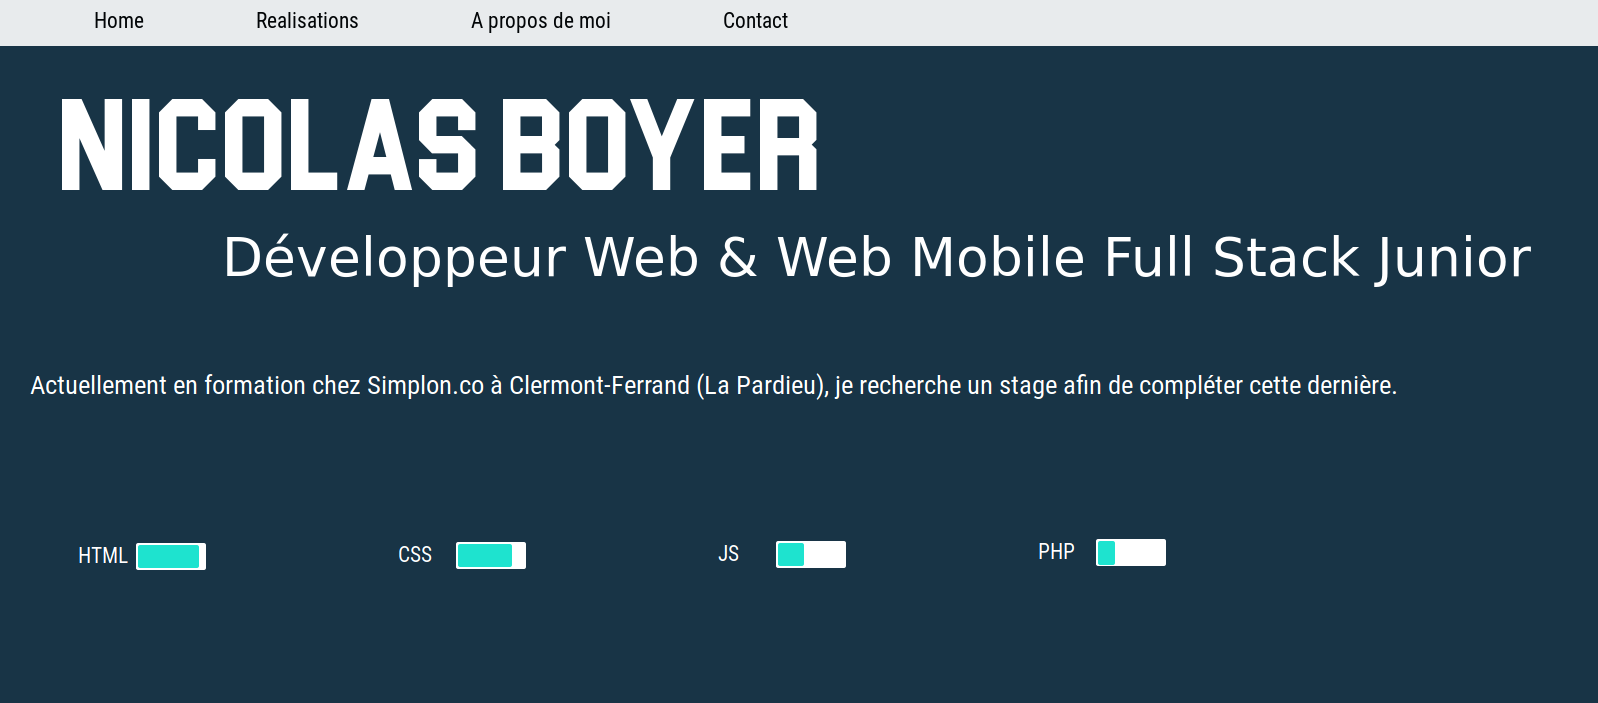 Home Realisations A propos de moi Contact
NICOLAS BOYER
Développeur Web & Web Mobile Full Stack Junior
Actuellement en formation chez Simplon.co à Clermont-Ferrand (La Pardieu), je recherche un stage afin de compléter cette dernière.
HTML CSS JS PHP